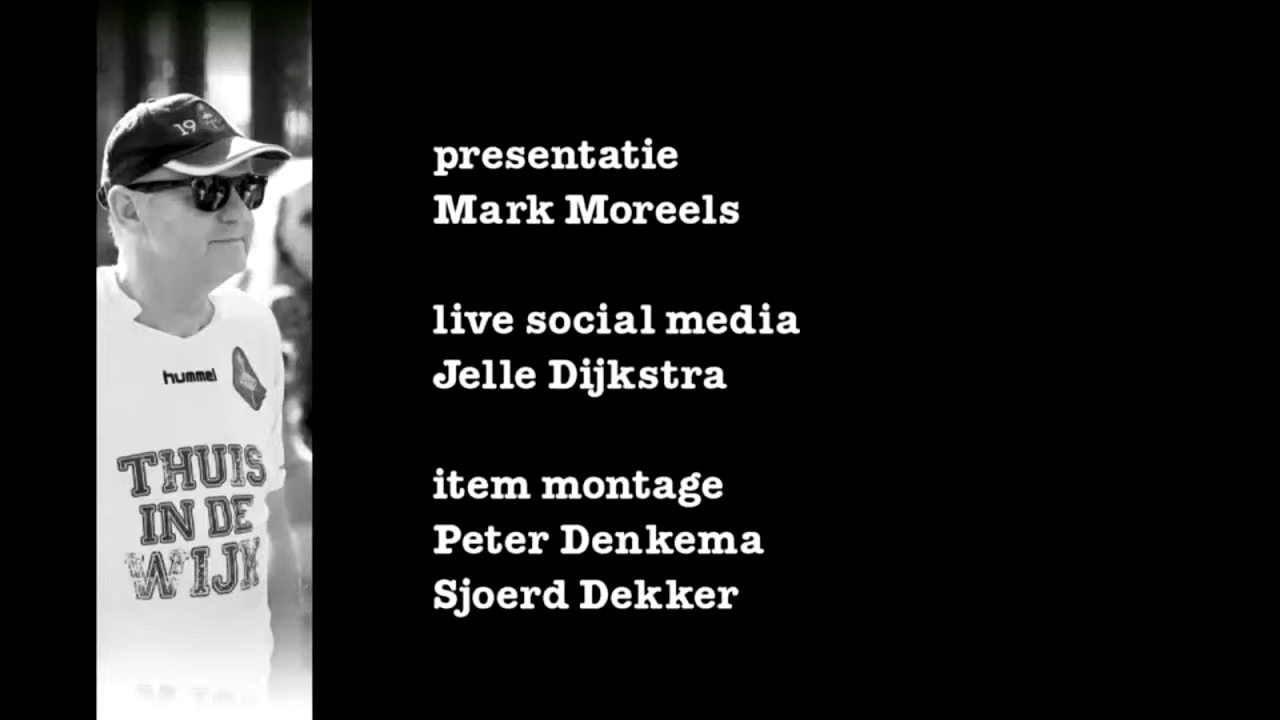 19
hummel
THUIS
IN DE
WIJK
presentatie
Mark Moreels
live social media
Jelle Dijkstra
item montage
Peter Denkema
Sjoerd Dekker